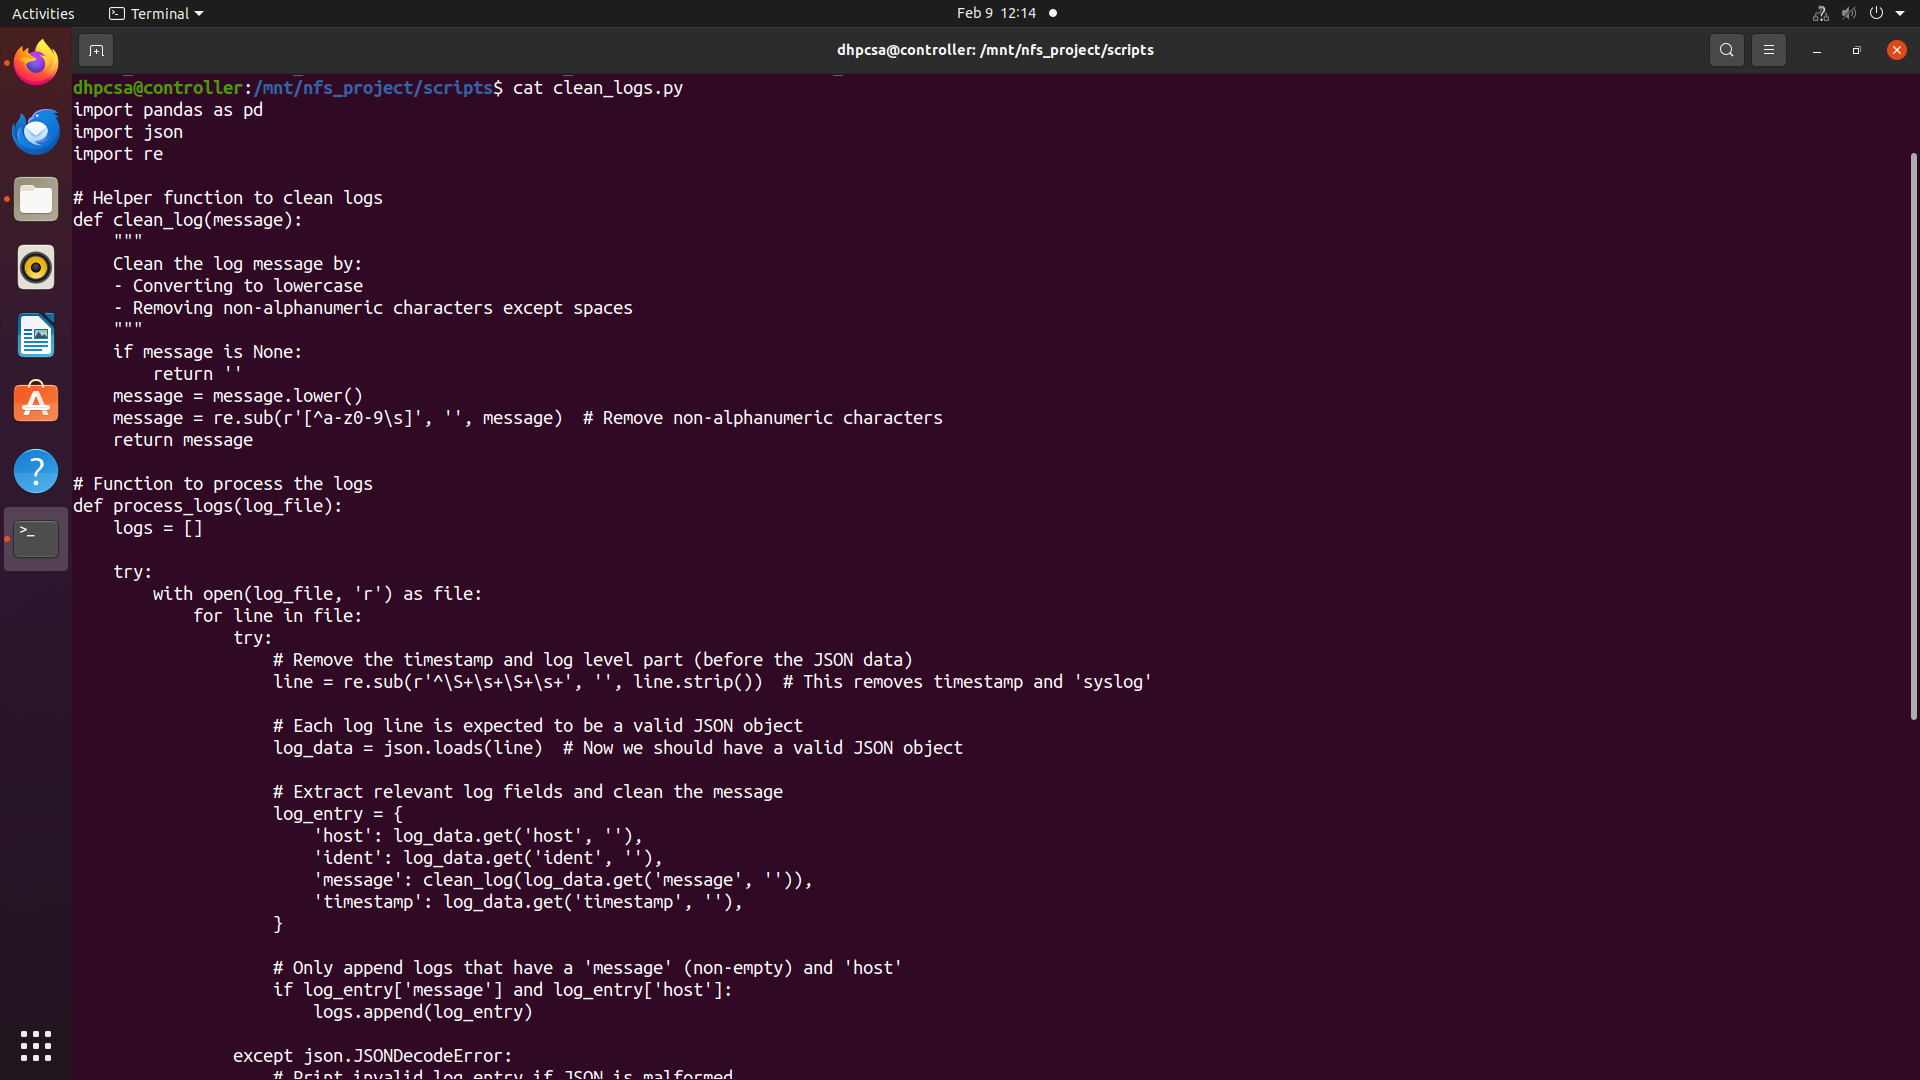 Activities
Terminal
Feb 9 12:14
dhpcsa@controller: /mnt/nfs_project/scripts
dhpcsa@controller:/mnt/nfs_project/scripts$ cat clean_logs.py
import pandas as pd
import json
import re

# Helper function to clean logs
def clean_log(message):
    """
    Clean the log message by:
    - Converting to lowercase
    - Removing non-alphanumeric characters except spaces
    """
    if message is None:
        return ''
    message = message.lower()
    message = re.sub(r'[^a-z0-9\s]', '', message)  # Remove non-alphanumeric characters
    return message

# Function to process the logs
def process_logs(log_file):
    logs = []

    try:
        with open(log_file, 'r') as file:
            for line in file:
                try:
                    # Remove the timestamp and log level part (before the JSON data)
                    line = re.sub(r'^\S+\s+\S+\s+', '', line.strip())  # This removes timestamp and 'syslog'

                    # Each log line is expected to be a valid JSON object
                    log_data = json.loads(line)  # Now we should have a valid JSON object

                    # Extract relevant log fields and clean the message
                    log_entry = {
                        'host': log_data.get('host', ''),
                        'ident': log_data.get('ident', ''),
                        'message': clean_log(log_data.get('message', '')),
                        'timestamp': log_data.get('timestamp', ''),
                    }

                    # Only append logs that have a 'message' (non-empty) and 'host'
                    if log_entry['message'] and log_entry['host']:
                        logs.append(log_entry)

                except json.JSONDecodeError:
                    # Print invalid log entry if JSON is malformed